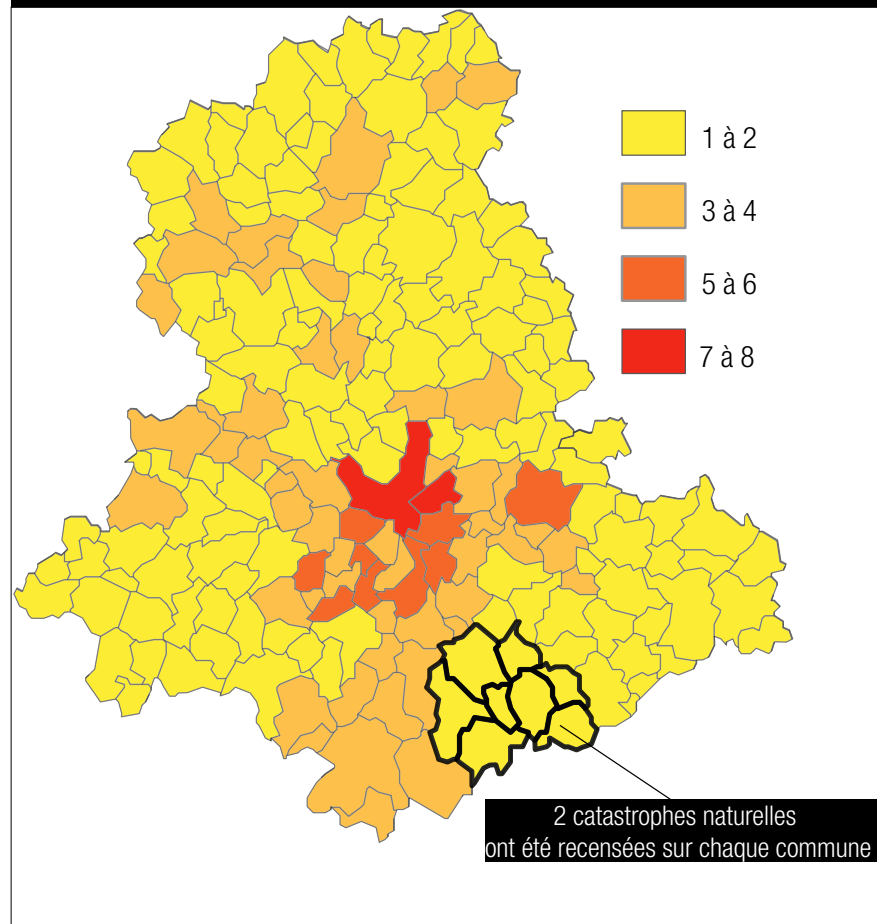 1 à 2
3 à 4
5 à 6
7 à 8
2 catastrophes naturelles
ont été recensées sur chaque commune